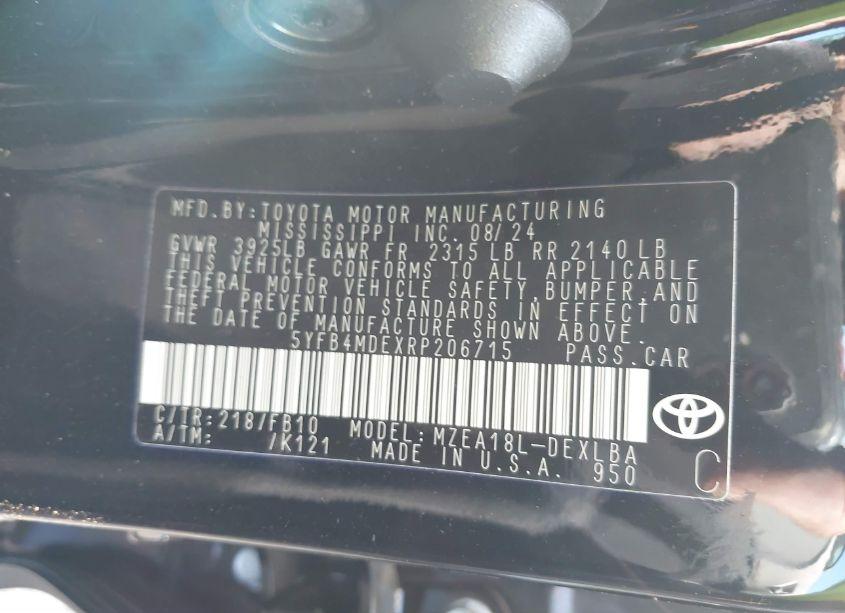 MFD. BY: TOYOTA MOTOR MANUFACTURING
MISSISSIPPI INC. 08/24
GVWR 3925LB GAWR FR 2315 LB RR 2140 LB
THIS VEHICLE CONFORMS TO ALL APPLICABLE
FEDERAL MOTOR VEHICLE SAFETY, BUMPER, AND
THEFT PREVENTION STANDARDS IN EFFECT ON
THE DATE OF MANUFACTURE SHOWN ABOVE.
5YFB4MDEXRP206715 PASS. CAR
C/TR: 218/FB10 MODEL: MZEA18L-DEXLBA
A/TM: /K121 MADE IN U.S.A. 950
C